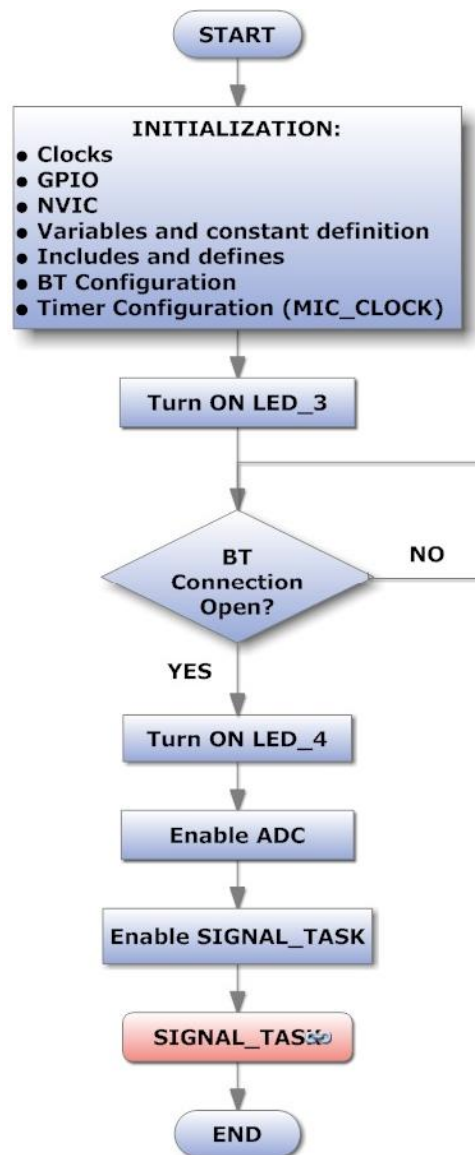 START
INITIALIZATION:
● Clocks
● GPIO
● NVIC
● Variables and constant definition
● Includes and defines
● BT Configuration
● Timer Configuration (MIC_CLOCK)
Turn ON LED_3
BT
Connection
Open?
NO
YES
Turn ON LED_4
Enable ADC
Enable SIGNAL_TASK
SIGNAL_TASK
END